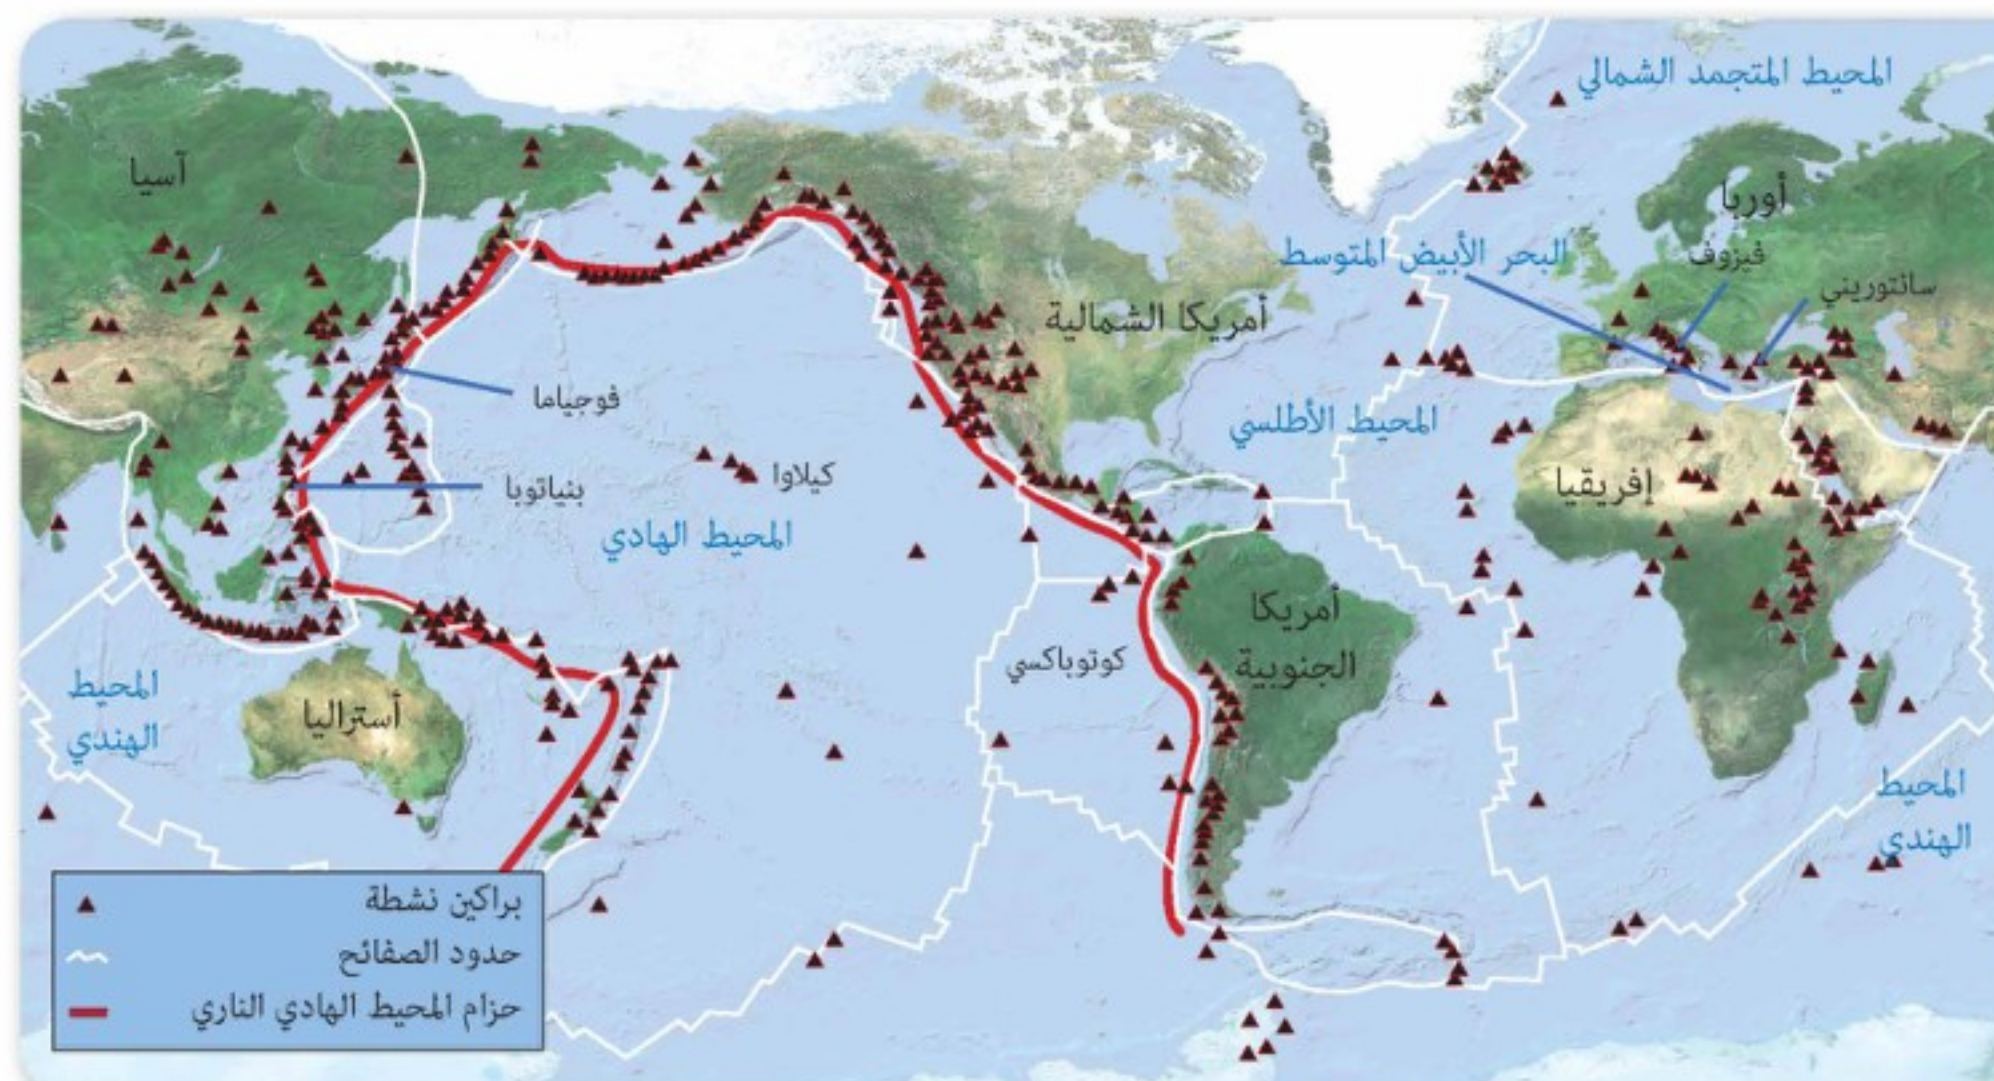 المحيط المتجمد الشمالي
آسيا
أوربا
البحر الأبيض المتوسط
فيزوف
سانتوريني
أمريكا الشمالية
فوجياما
المحيط الأطلسي
كيلاوا
إفريقيا
بنياتوبا
المحيط الهادي
أمريكا
الجنوبية
كوتوباكسي
المحيط
الهندي
أستراليا
المحيط
الهندي
براكين نشطة
حدود الصفائح
حزام المحيط الهادي الناري